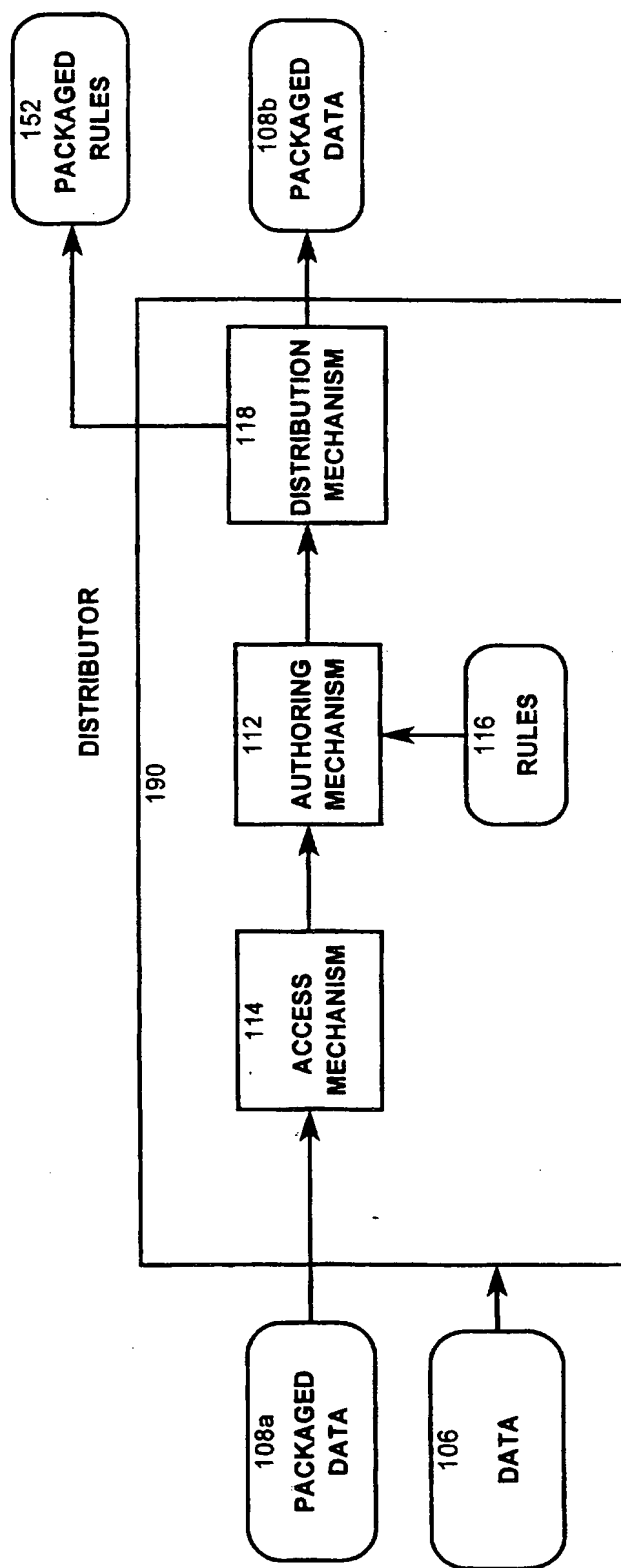 152
PACKAGED
RULES
DISTRIBUTOR
190
108a
PACKAGED
DATA
114
ACCESS
MECHANISM
112
AUTHORING
MECHANISM
118
DISTRIBUTION
MECHANISM
108b
PACKAGED
DATA
106
DATA
116
RULES